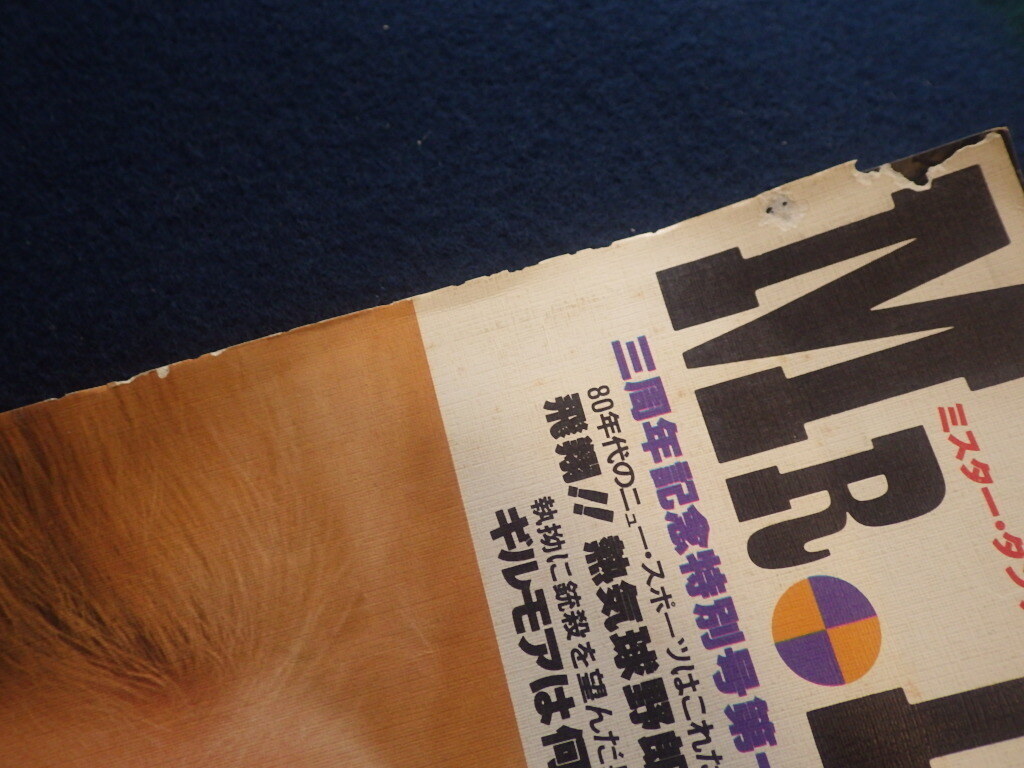 MR.
ミスター・ダン
三周年記念特別号第一
80年代のニュー・スポーツはこれだ
飛翔!! 熱気球野郎
執拗に銃殺を望んだ
ギルモアは何